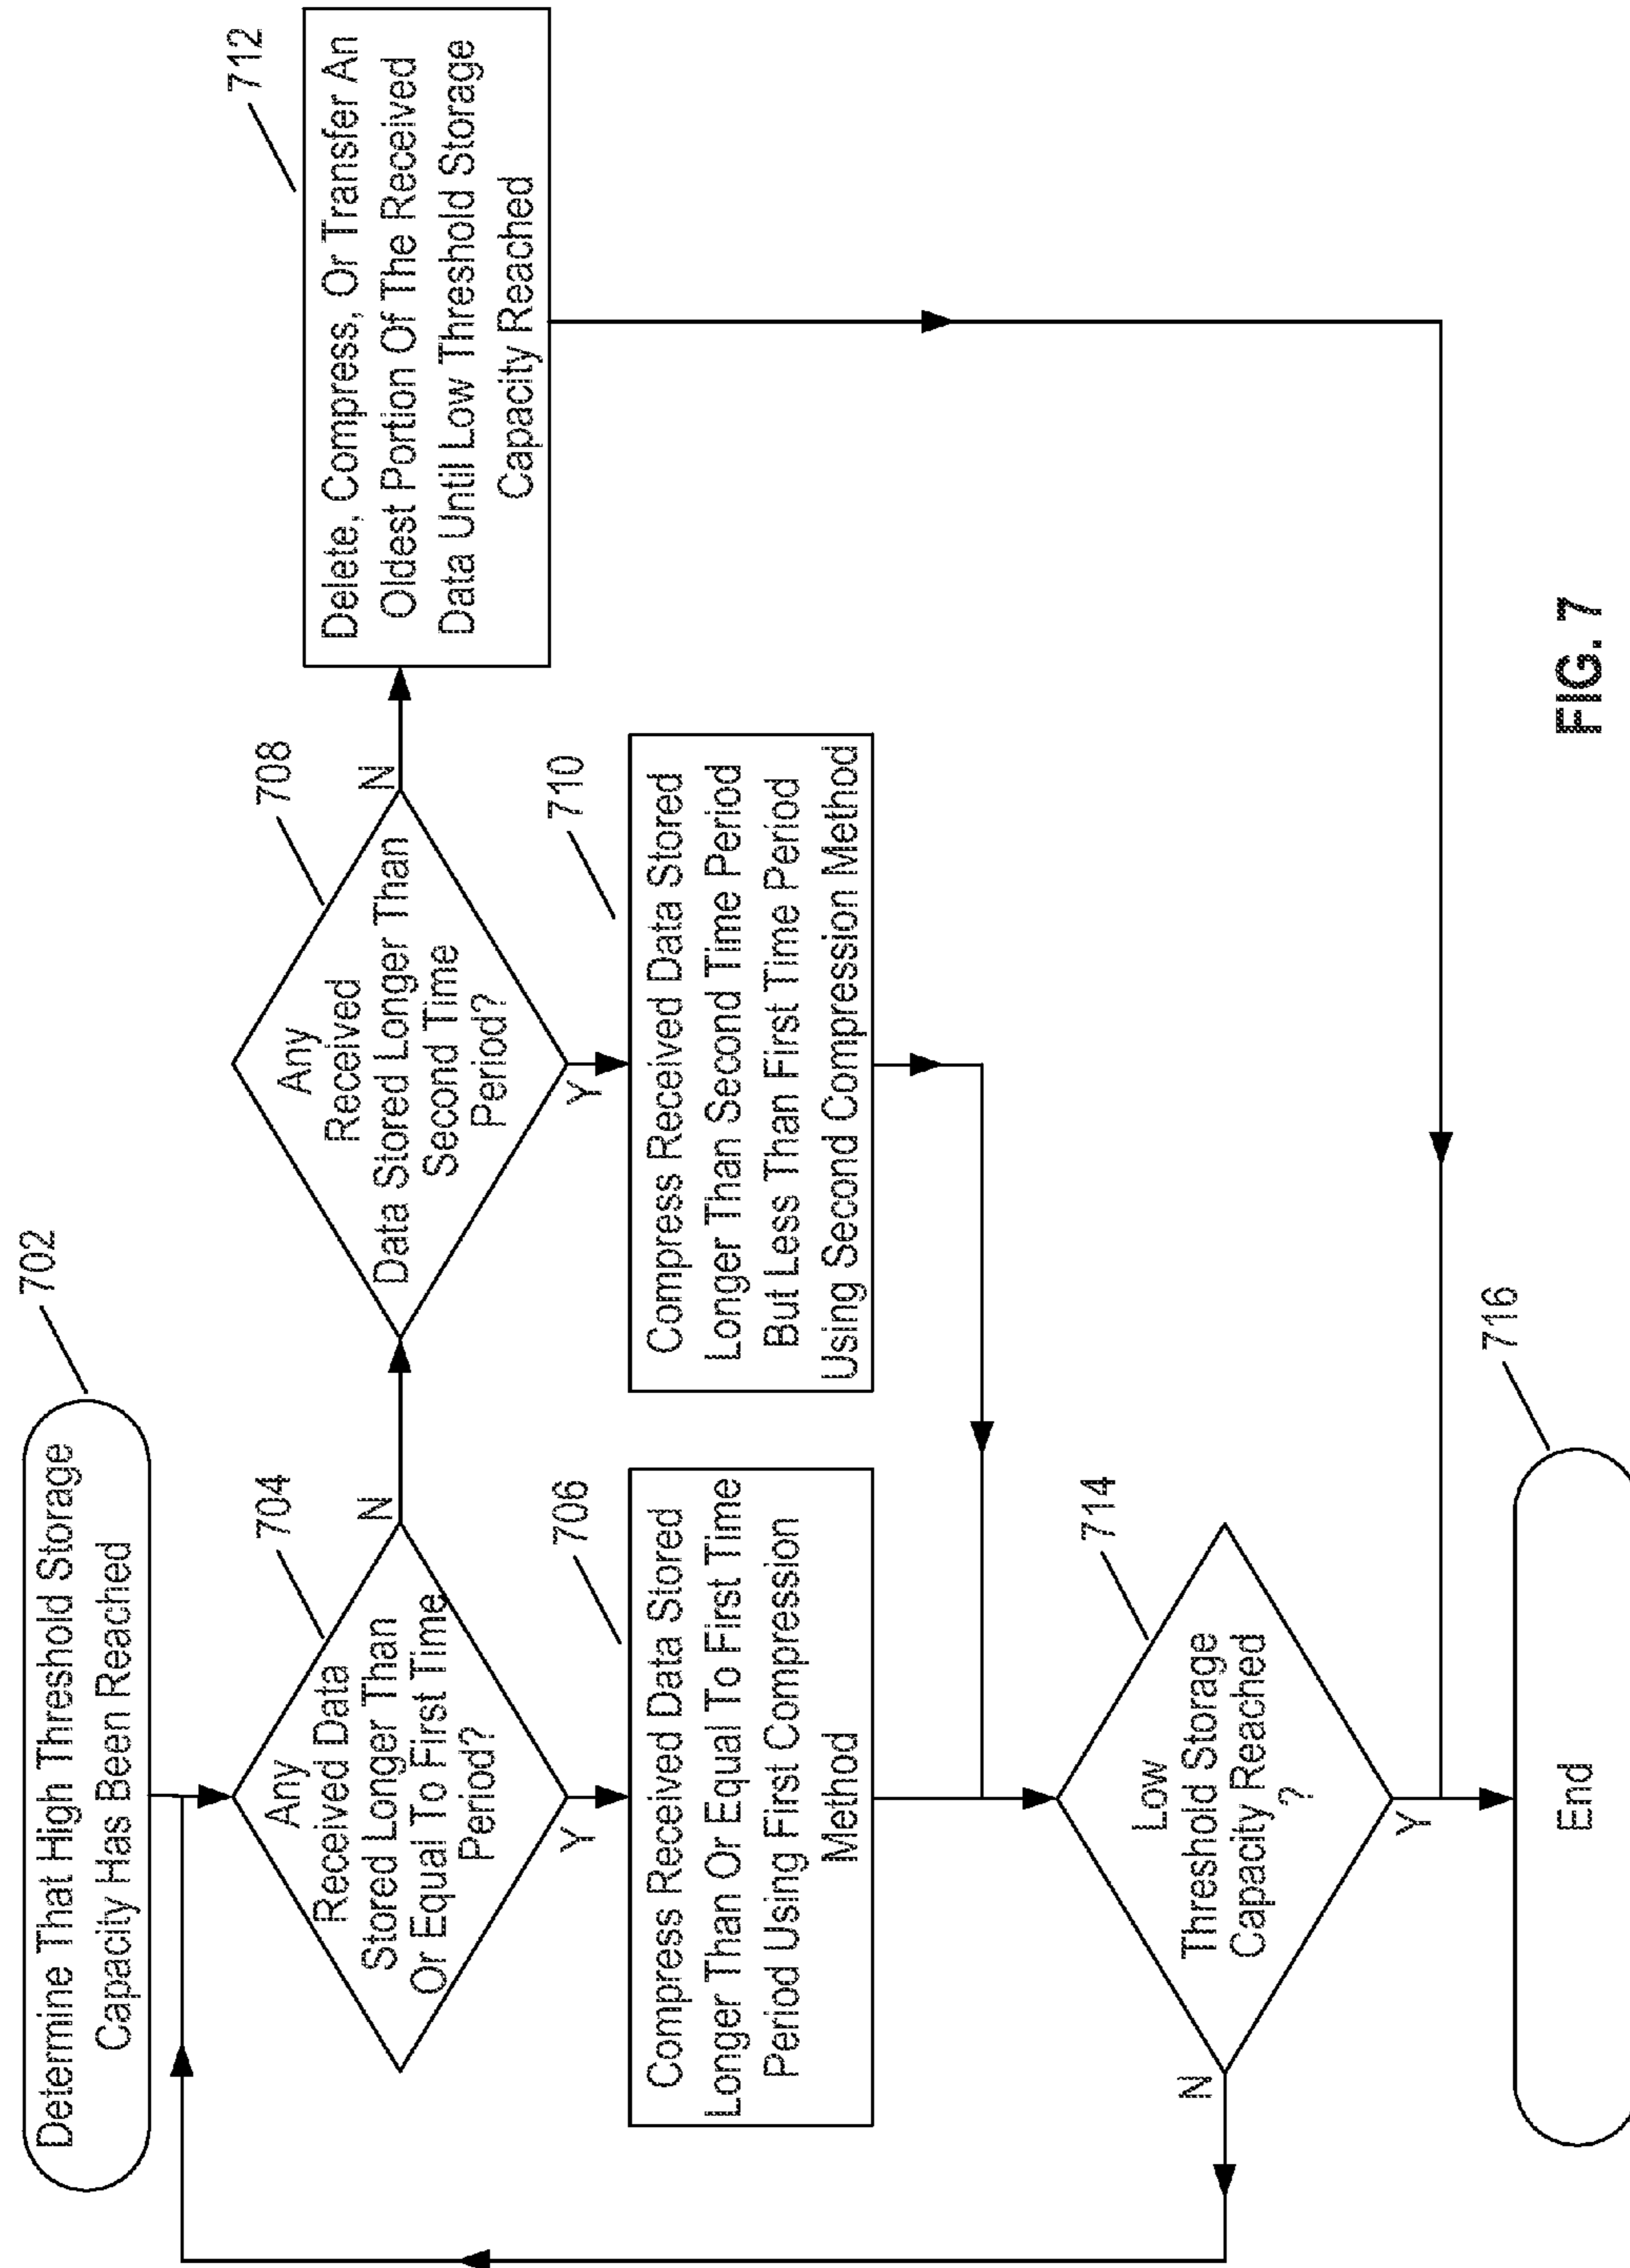 702
Determine That High Threshold Storage
Capacity Has Been Reached
704
Any
Received Data
Stored Longer Than
Or Equal To First Time
Period?
N
Y
708
Any
Received
Data Stored Longer Than
Second Time
Period?
N
Y
712
Delete, Compress, Or Transfer An
Oldest Portion Of The Received
Data Until Low Threshold Storage
Capacity Reached
706
Compress Received Data Stored
Longer Than Or Equal To First Time
Period Using First Compression
Method
710
Compress Received Data Stored
Longer Than Second Time Period
But Less Than First Time Period
Using Second Compression Method
714
Low
Threshold Storage
Capacity Reached
?
N
Y
716
End
FIG. 7